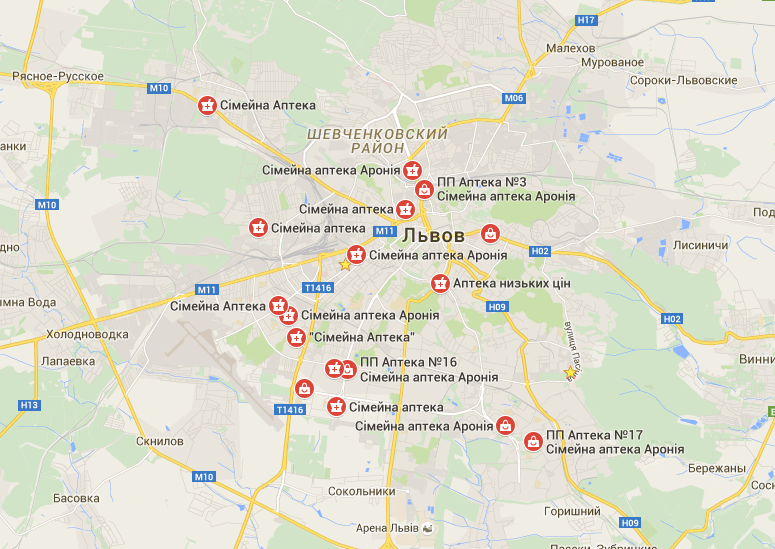 H17
Малехов
Мурованое
Рясное-Русское
M10
Сороки-Львовские
M06
Сімейна Аптека
ШЕВЧЕНКОВСКИЙ
РАЙОН
анки
Сімейна аптека Аронія
ПП Аптека №3
Сімейна аптека Аронія
M10
Сімейна аптека
Под
Сімейна аптека
M11
Львов
дно
H02
Лисиничи
Сімейна аптека Аронія
M11
T1416
Аптека низьких цін
ымна Вода
Сімейна Аптека
H09
Сімейна аптека Аронія
H02
Холодноводка
"Сімейна Аптека"
вулиця Пас
Лапаевка
ПП Аптека №16
Винни
Сімейна аптека Аронія
H13
T1416
Сімейна аптека
Е
Сімейна аптека Аронія
ПП Аптека №17
Скнилов
Сімейна аптека Аронія
Бережаны
M10
Сокольники
Сосн
Басовка
Горишний
H09
Арена Львів
Пасеки-Зубрицкие